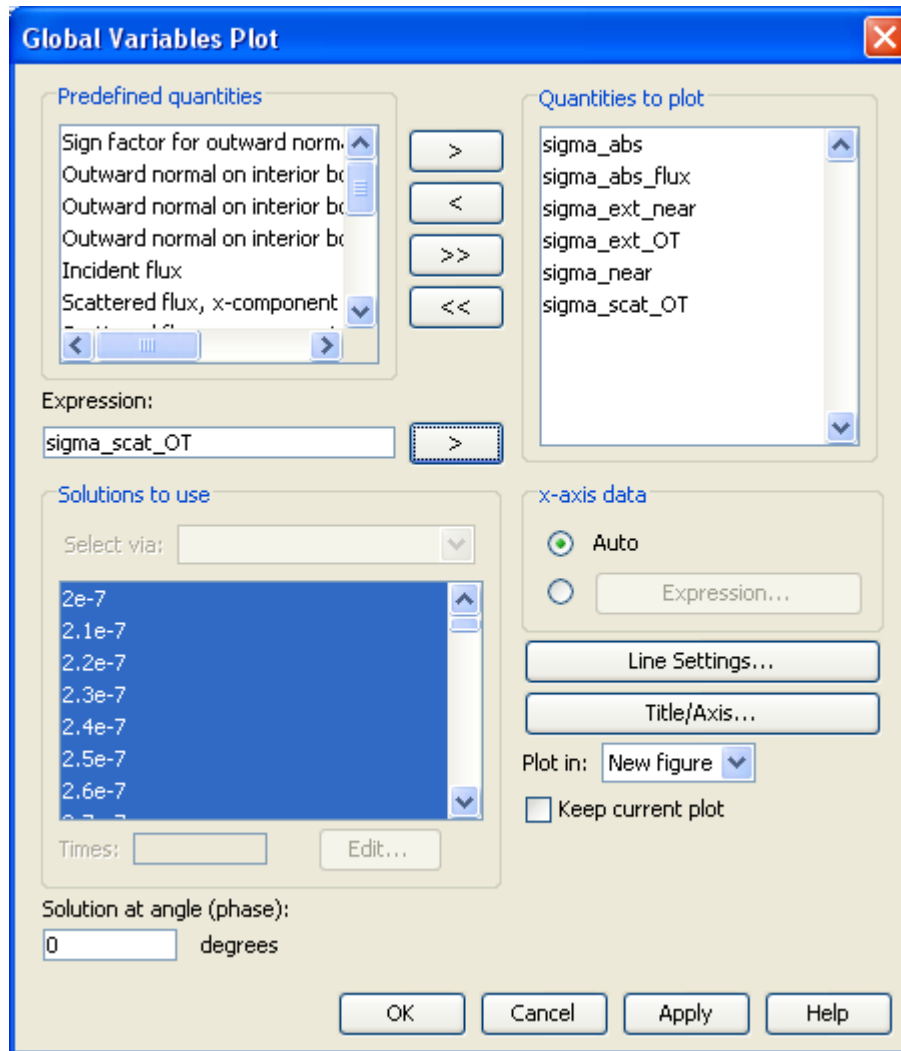 Global Variables Plot
Predefined quantities
Sign factor for outward norm
Outward normal on interior bo
Outward normal on interior bo
Outward normal on interior bo
Incident flux
Scattered flux, x-component
>
<
>>
<<
Quantities to plot
sigma_abs
sigma_abs_flux
sigma_ext_near
sigma_ext_OT
sigma_near
sigma_scat_OT
Expression:
sigma_scat_OT
>
Solutions to use
Select via:
2e-7
2.1e-7
2.2e-7
2.3e-7
2.4e-7
2.5e-7
2.6e-7
Times:
Edit...
x-axis data
Auto
Expression...
Line Settings...
Title/Axis...
Plot in: New figure
Keep current plot
Solution at angle (phase):
0 degrees
OK Cancel Apply Help